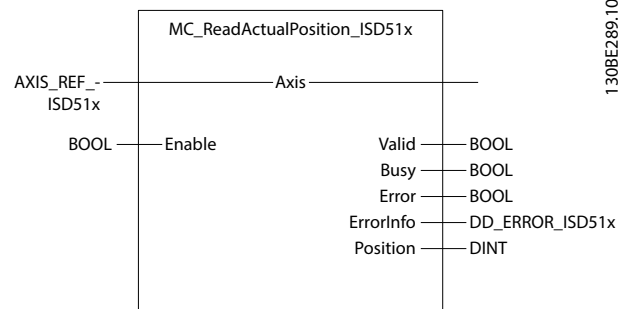 MC_ReadActualPosition_ISD51x
130BE289.10
AXIS_REF_-
ISD51x
Axis
BOOL
Enable
Valid
BOOL
Busy
BOOL
Error
BOOL
ErrorInfo
DD_ERROR_ISD51x
Position
DINT